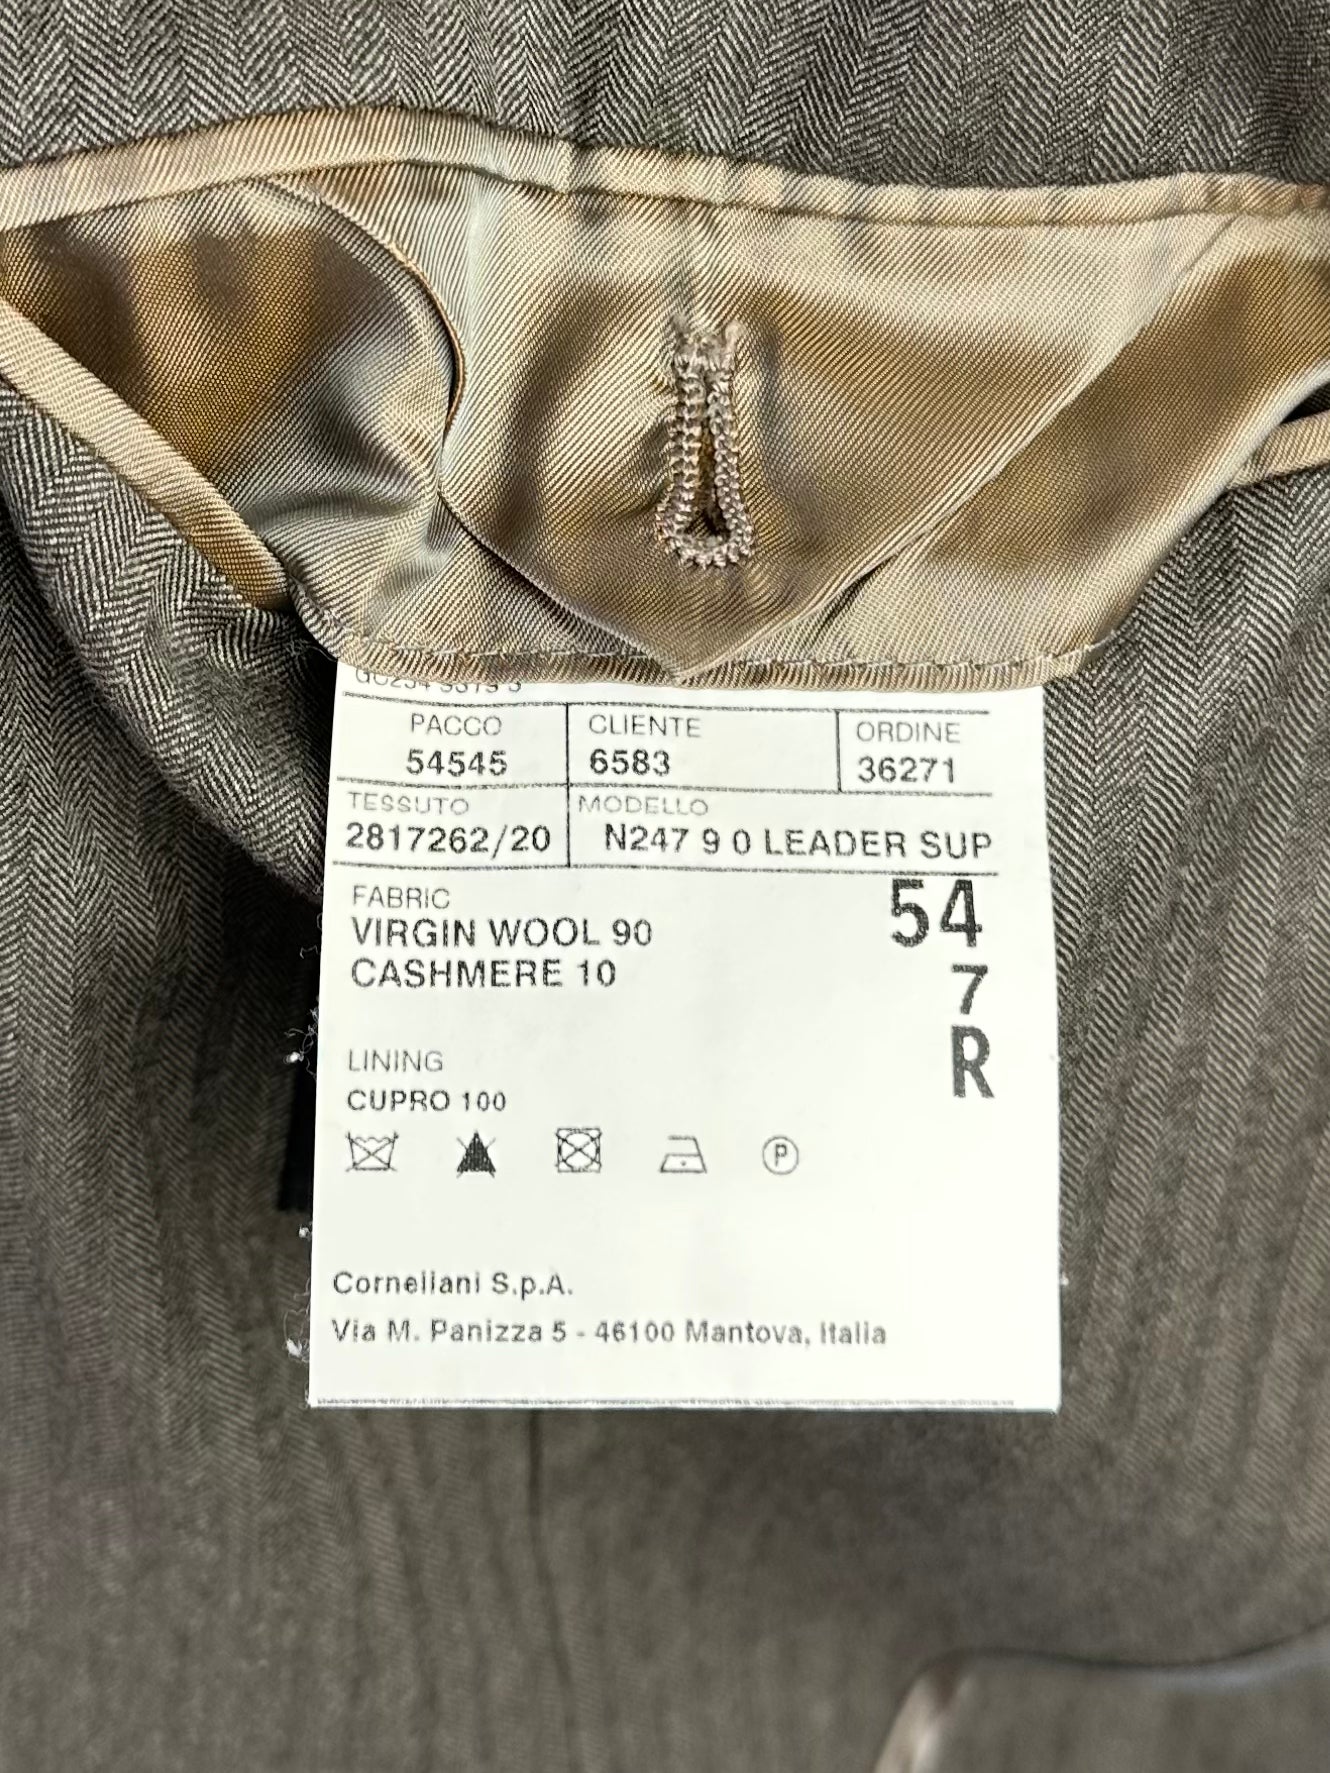 PACCO CLIENTE ORDINE
54545 6583 36271
TESSUTO MODELLO
2817262/20 N247 9 0 LEADER SUP
FABRIC
VIRGIN WOOL 90
CASHMERE 10
54
7
R
LINING
CUPRO 100
P
Corneliani S.p.A.
Via M. Panizza 5 - 46100 Mantova, Italia